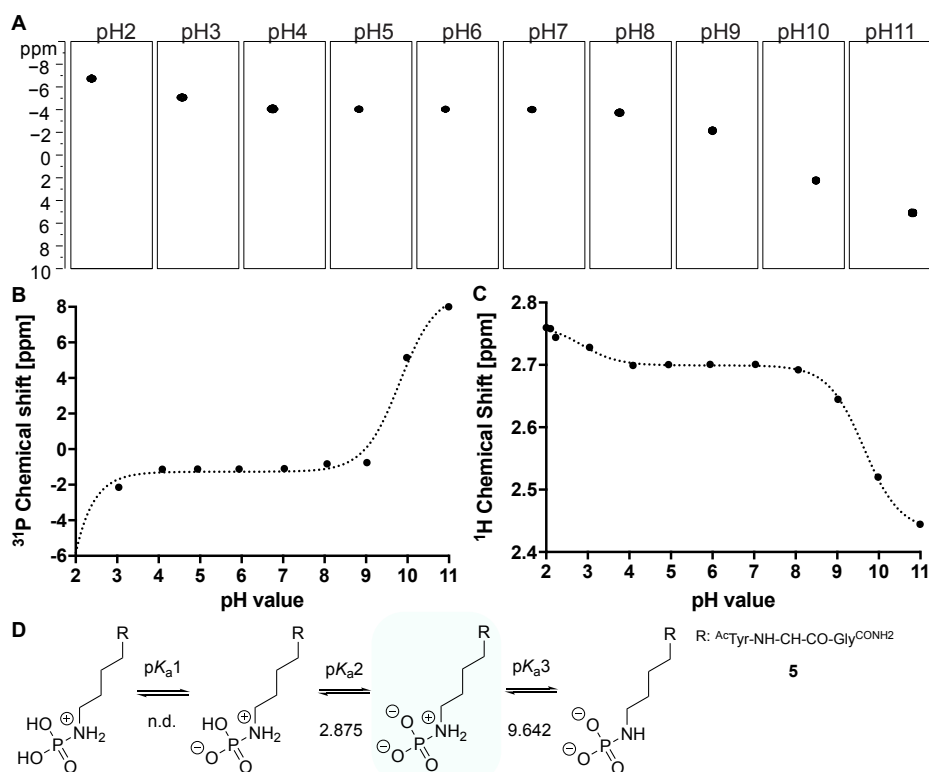 A
pH2 pH3 pH4 pH5 pH6 pH7 pH8 pH9 pH10 pH11
ppm
−8
−6
−4
−2
0
2
4
6
8
10
B
8
6
4
2
0
-2
-4
-6
31P Chemical shift [ppm]
2 3 4 5 6 7 8 9 10 11
pH value
C
2.8
2.7
2.6
2.5
2.4
1H Chemical Shift [ppm]
2 3 4 5 6 7 8 9 10 11
pH value
D
R R R R
R: AcTyr-NH-CH-CO-GlyCONH2
5
pKa1 pKa2 pKa3
n.d. 2.875 9.642
HO HO P O + NH2
HO − O P O + NH2
− O − O P O + NH2
− O − O P O NH